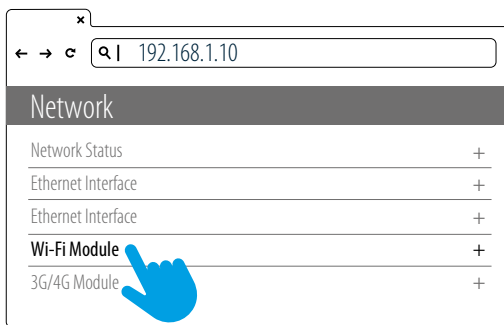 192.168.1.10
Network
Network Status +
Ethernet Interface +
Ethernet Interface +
Wi-Fi Module +
3G/4G Module +